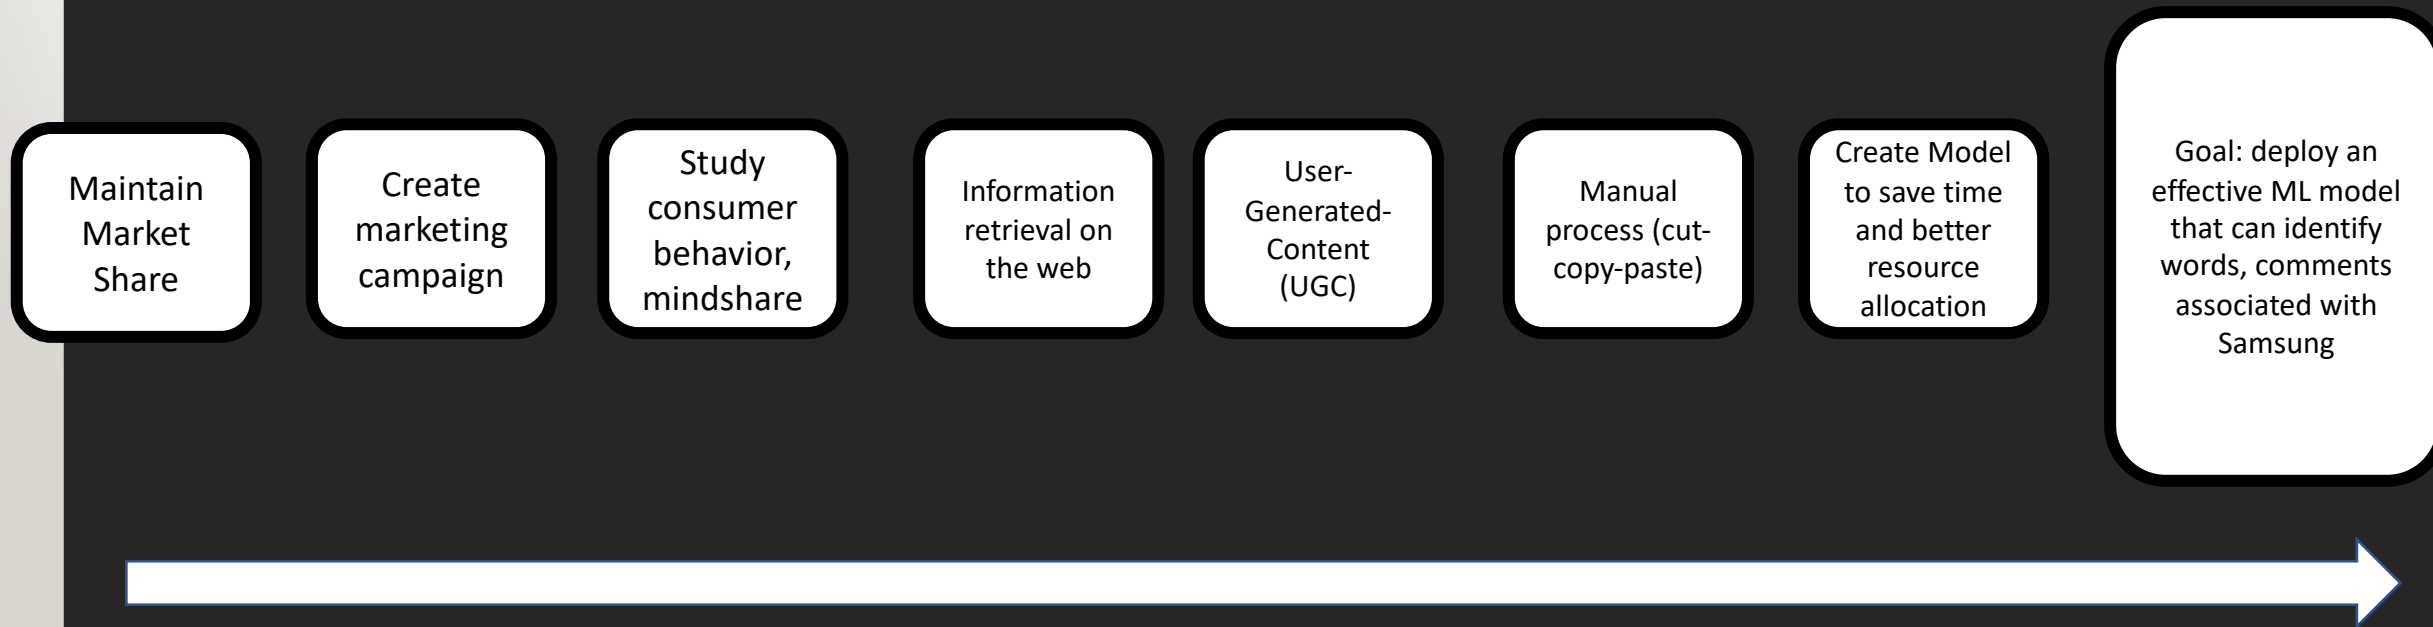 Maintain
Market
Share
Create
marketing
campaign
Study
consumer
behavior,
mindshare
Information
retrieval on
the web
User-
Generated-
Content
(UGC)
Manual
process (cut-
copy-paste)
Create Model
to save time
and better
resource
allocation
Goal: deploy an
effective ML model
that can identify
words, comments
associated with
Samsung